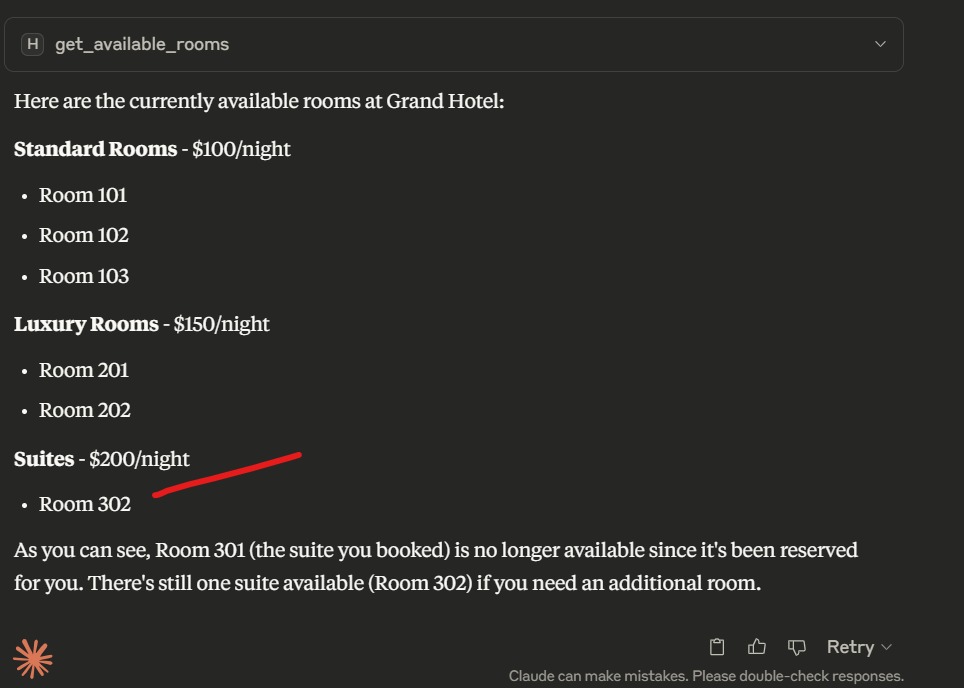 H get_available_rooms
Here are the currently available rooms at Grand Hotel:
Standard Rooms - $100/night
• Room 101
• Room 102
• Room 103
Luxury Rooms - $150/night
• Room 201
• Room 202
Suites - $200/night
• Room 302
As you can see, Room 301 (the suite you booked) is no longer available since it's been reserved
for you. There's still one suite available (Room 302) if you need an additional room.
Retry
Claude can make mistakes. Please double-check responses.